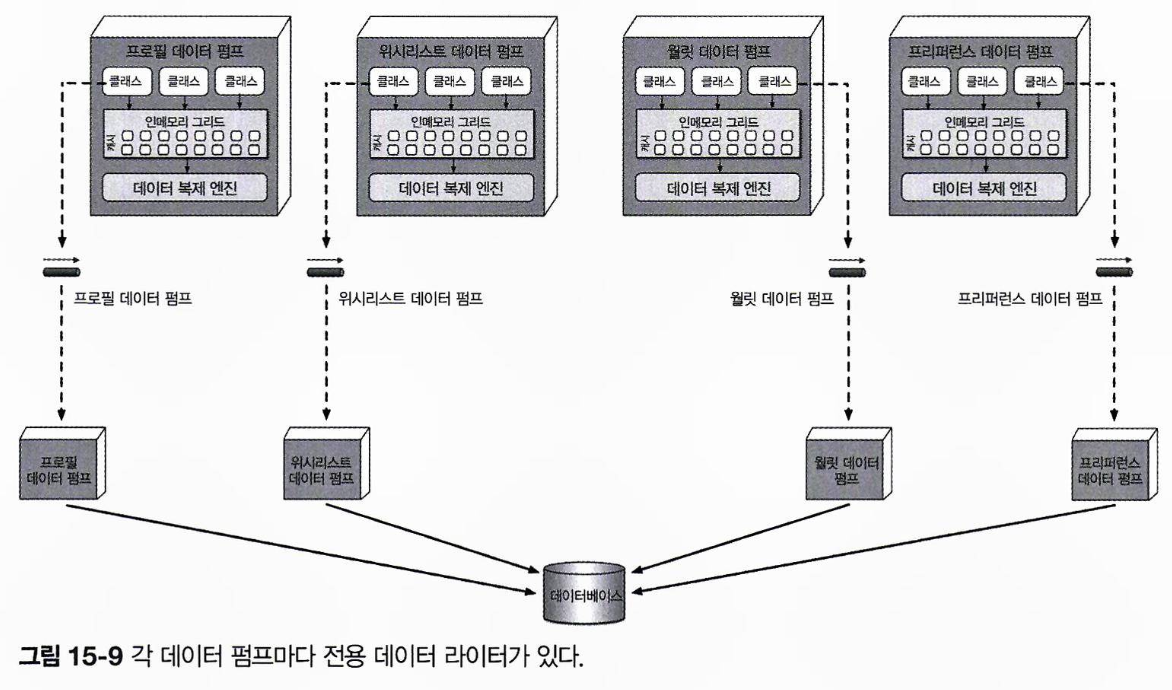 프로필 데이터 펌프
클래스 클래스 클래스
인메모리 그리드
캐시
데이터 복제 엔진
위시리스트 데이터 펌프
클래스 클래스 클래스
인메모리 그리드
캐시
데이터 복제 엔진
월릿 데이터 펌프
클래스 클래스 클래스
인메모리 그리드
캐시
데이터 복제 엔진
프리퍼런스 데이터 펌프
클래스 클래스 클래스
인메모리 그리드
캐시
데이터 복제 엔진
프로필 데이터 펌프
위시리스트 데이터 펌프
월릿 데이터 펌프
프리퍼런스 데이터 펌프
프로필
데이터 펌프
위시리스트
데이터 펌프
월릿 데이터
펌프
프리퍼런스
데이터 펌프
데이터베이스
그림 15-9 각 데이터 펌프마다 전용 데이터 라이터가 있다.